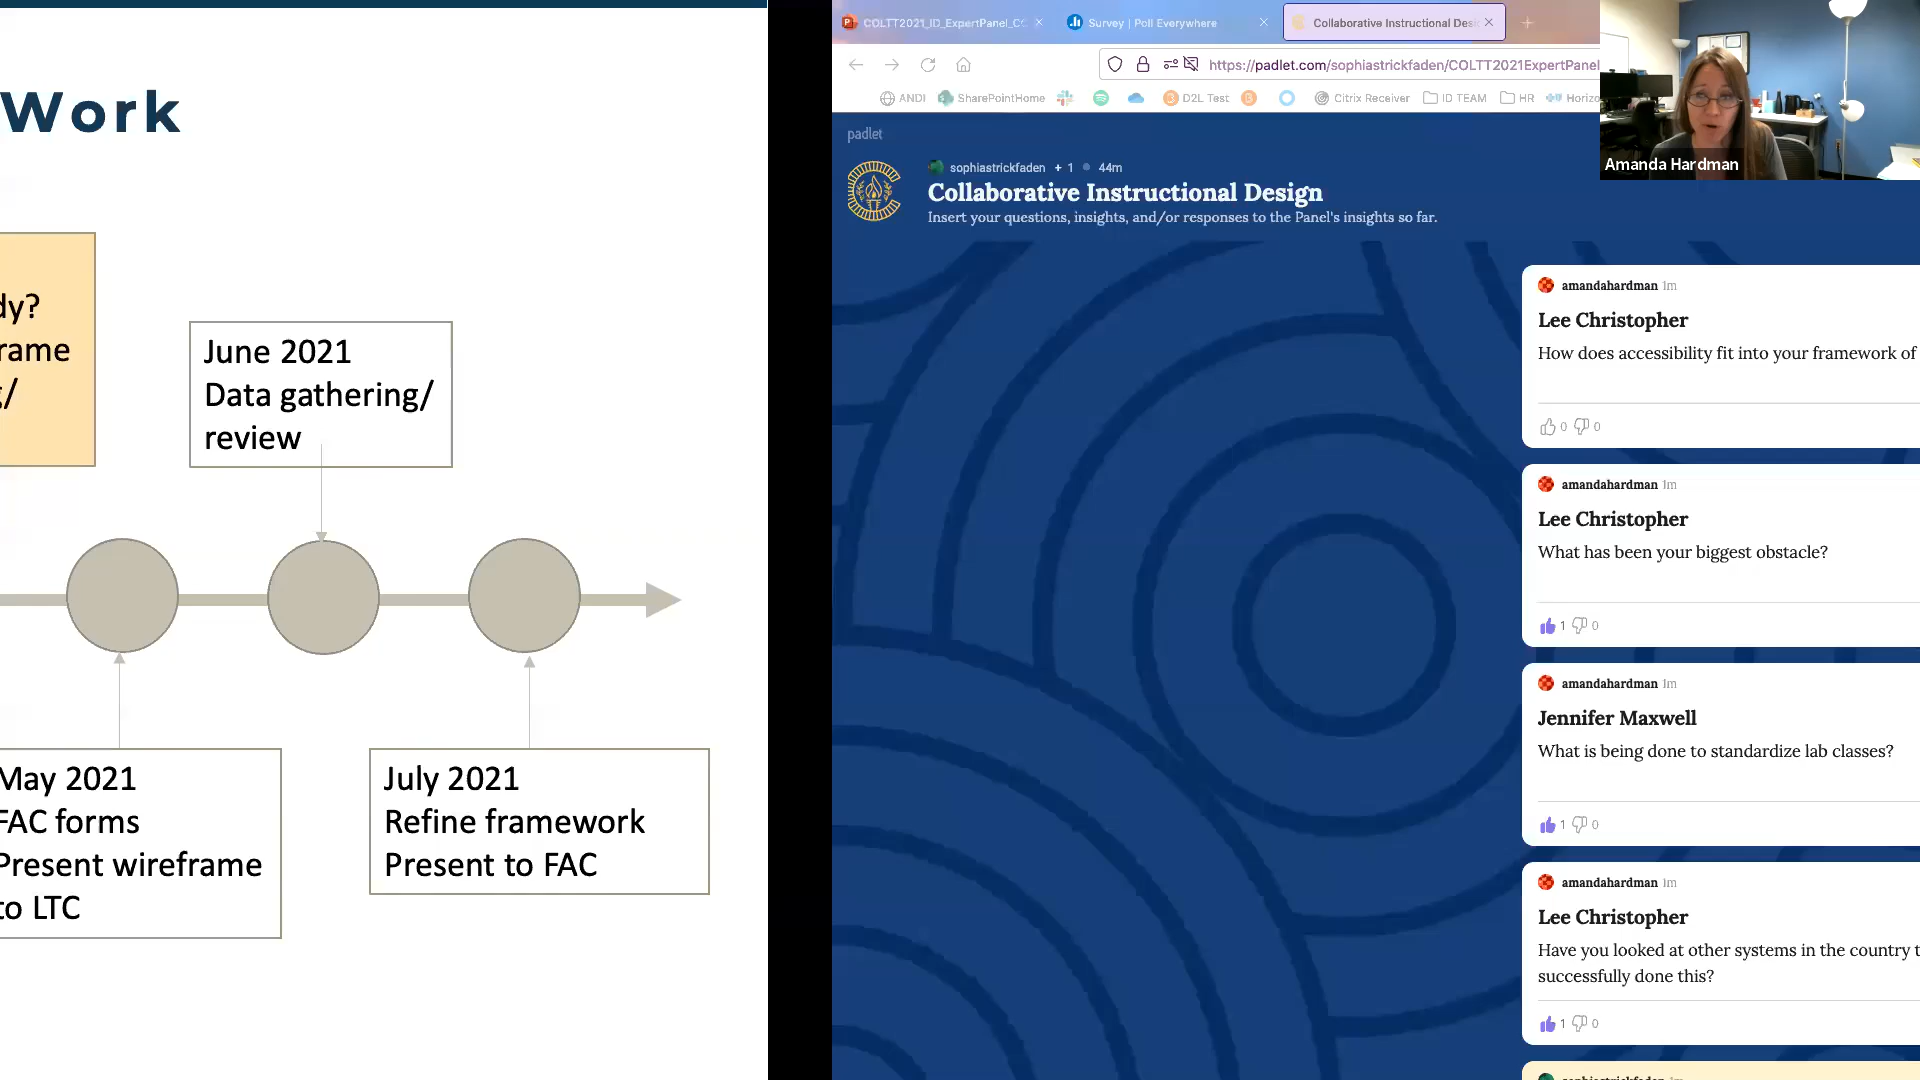 Work
dy?
rame
g/
June 2021
Data gathering/
review
May 2021
FAC forms
Present wireframe
to LTC
July 2021
Refine framework
Present to FAC
COLTT2021_ID_ExpertPanel_CC
Survey | Poll Everywhere
Collaborative Instructional Desi
https://padlet.com/sophiastrickfaden/COLTT2021ExpertPanel
ANDI
SharePointHome
D2L Test
Citrix Receiver
ID TEAM
HR
Horizo
Amanda Hardman
padlet
sophiastrickfaden + 1 44m
Collaborative Instructional Design
Insert your questions, insights, and/or responses to the Panel's insights so far.
amandahardman 1m
Lee Christopher
How does accessibility fit into your framework of
0 0
amandahardman 1m
Lee Christopher
What has been your biggest obstacle?
1 0
amandahardman 1m
Jennifer Maxwell
What is being done to standardize lab classes?
1 0
amandahardman 1m
Lee Christopher
Have you looked at other systems in the country t
successfully done this?
1 0